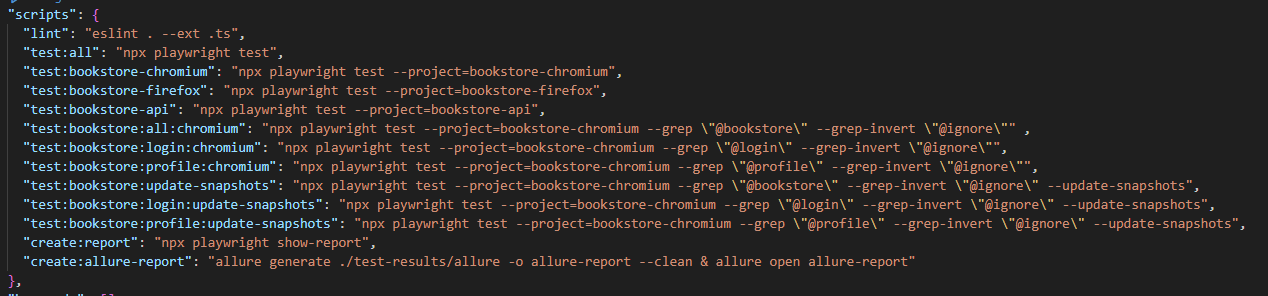 "scripts": {
"lint": "eslint . --ext .ts",
"test:all": "npx playwright test",
"test:bookstore-chromium": "npx playwright test --project=bookstore-chromium",
"test:bookstore-firefox": "npx playwright test --project=bookstore-firefox",
"test:bookstore-api": "npx playwright test --project=bookstore-api",
"test:bookstore:all:chromium": "npx playwright test --project=bookstore-chromium --grep \"@bookstore\" --grep-invert \"@ignore\"" ,
"test:bookstore:login:chromium": "npx playwright test --project=bookstore-chromium --grep \"@login\" --grep-invert \"@ignore\"",
"test:bookstore:profile:chromium": "npx playwright test --project=bookstore-chromium --grep \"@profile\" --grep-invert \"@ignore\"",
"test:bookstore:update-snapshots": "npx playwright test --project=bookstore-chromium --grep \"@bookstore\" --grep-invert \"@ignore\" --update-snapshots",
"test:bookstore:login:update-snapshots": "npx playwright test --project=bookstore-chromium --grep \"@login\" --grep-invert \"@ignore\" --update-snapshots",
"test:bookstore:profile:update-snapshots": "npx playwright test --project=bookstore-chromium --grep \"@profile\" --grep-invert \"@ignore\" --update-snapshots",
"create:report": "npx playwright show-report",
"create:allure-report": "allure generate ./test-results/allure -o allure-report --clean & allure open allure-report"
},